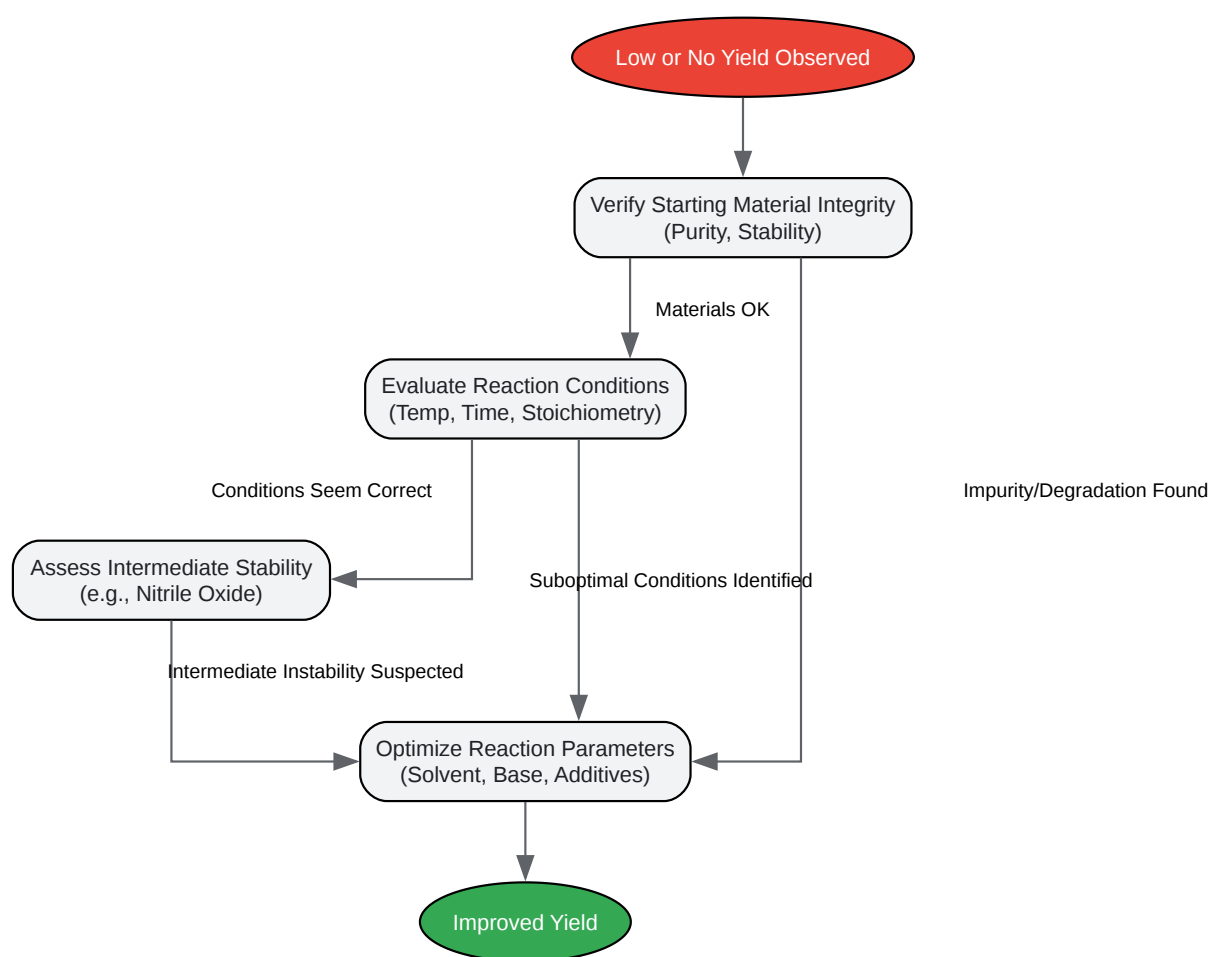 Low or No Yield Observed
Verify Starting Material Integrity
(Purity, Stability)
Materials OK
Evaluate Reaction Conditions
(Temp, Time, Stoichiometry)
Conditions Seem Correct
Impurity/Degradation Found
Assess Intermediate Stability
(e.g., Nitrile Oxide)
Suboptimal Conditions Identified
Intermediate Instability Suspected
Optimize Reaction Parameters
(Solvent, Base, Additives)
Improved Yield